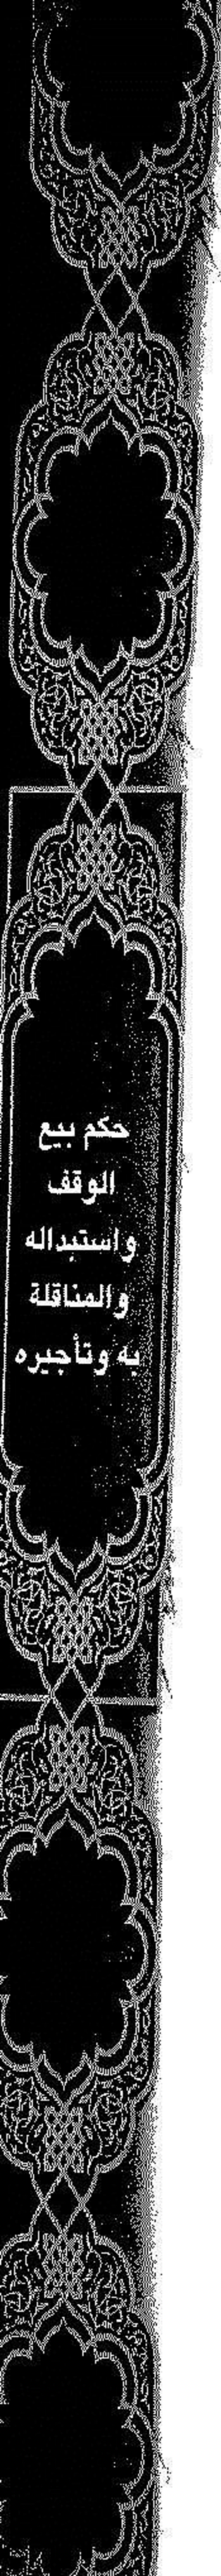 حكم بيع
الوقف
واستبداله
والمناقلة
به وتأجيره